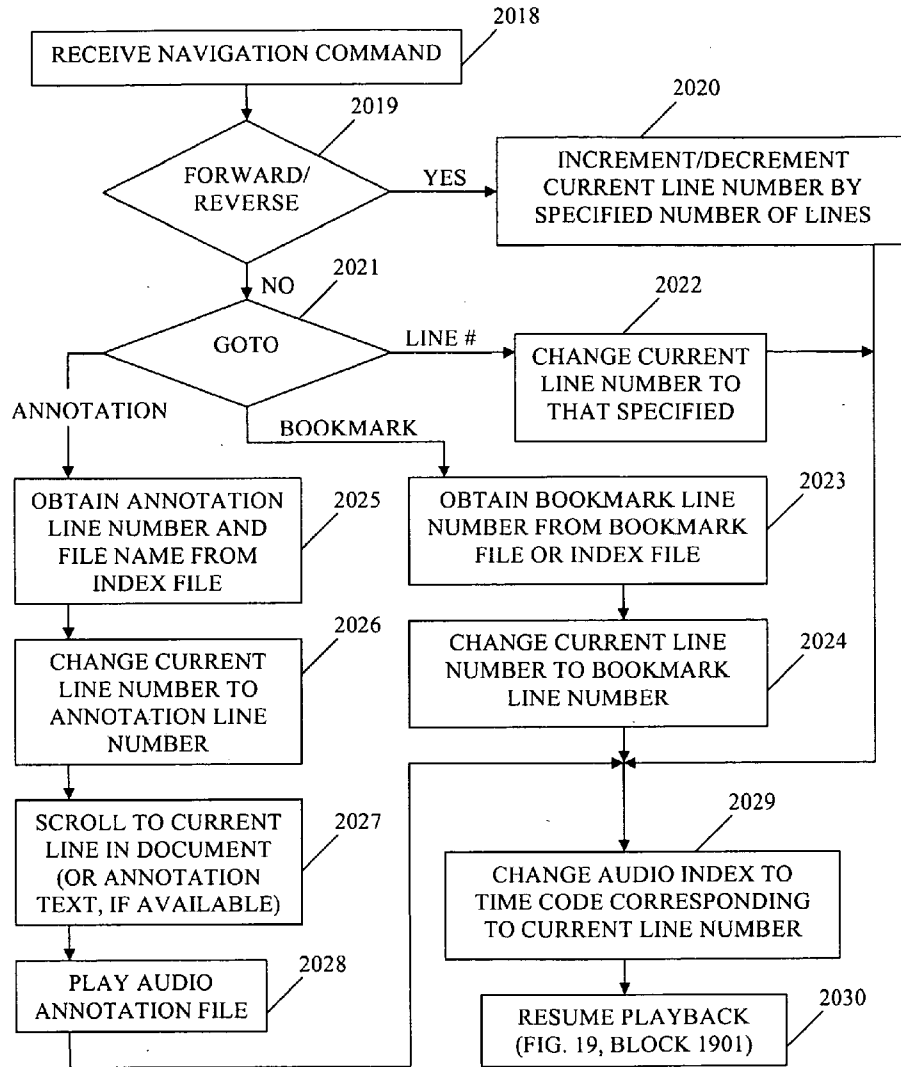 2018
RECEIVE NAVIGATION COMMAND
2019
2020
FORWARD/
REVERSE
YES
INCREMENT/DECREMENT
CURRENT LINE NUMBER BY
SPECIFIED NUMBER OF LINES
NO
2021
2022
GOTO
LINE #
CHANGE CURRENT
LINE NUMBER TO
THAT SPECIFIED
ANNOTATION
BOOKMARK
OBTAIN ANNOTATION
LINE NUMBER AND
FILE NAME FROM
INDEX FILE
2025
OBTAIN BOOKMARK LINE
NUMBER FROM BOOKMARK
FILE OR INDEX FILE
2023
CHANGE CURRENT
LINE NUMBER TO
ANNOTATION LINE
NUMBER
2026
CHANGE CURRENT LINE
NUMBER TO BOOKMARK
LINE NUMBER
2024
SCROLL TO CURRENT
LINE IN DOCUMENT
(OR ANNOTATION
TEXT, IF AVAILABLE)
2027
2029
CHANGE AUDIO INDEX TO
TIME CODE CORRESPONDING
TO CURRENT LINE NUMBER
PLAY AUDIO
ANNOTATION FILE
2028
RESUME PLAYBACK
(FIG. 19, BLOCK 1901)
2030